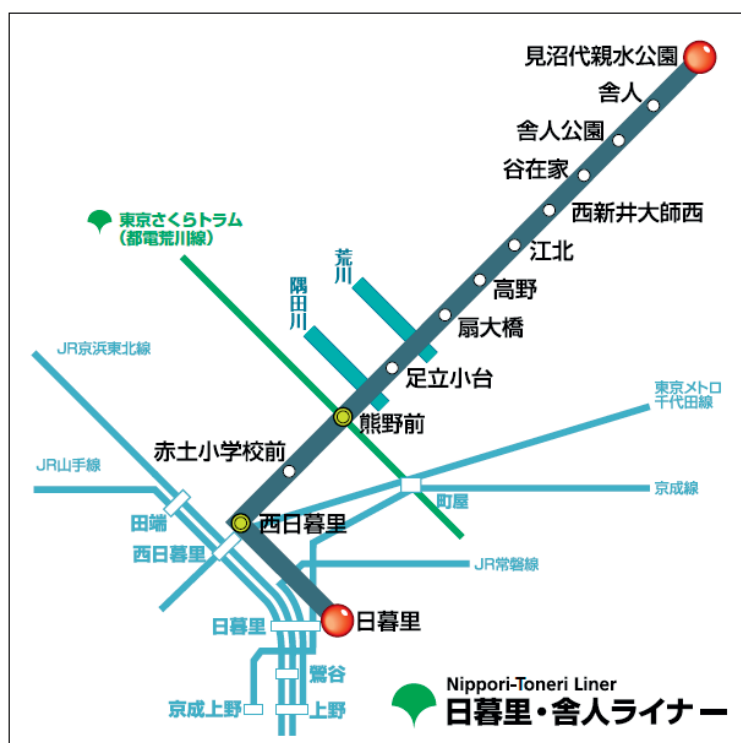 見沼代親水公園
舎人
舎人公園
谷在家
西新井大師西
江北
高野
扇大橋
足立小台
熊野前
赤土小学校前
西日暮里
日暮里
東京さくらトラム
(都電荒川線)
荒川
隅田川
JR京浜東北線
JR山手線
東京メトロ
千代田線
京成線
町屋
田端
西日暮里
JR常磐線
日暮里
鶯谷
京成上野
上野
Nippori-Toneri Liner
日暮里・舎人ライナー